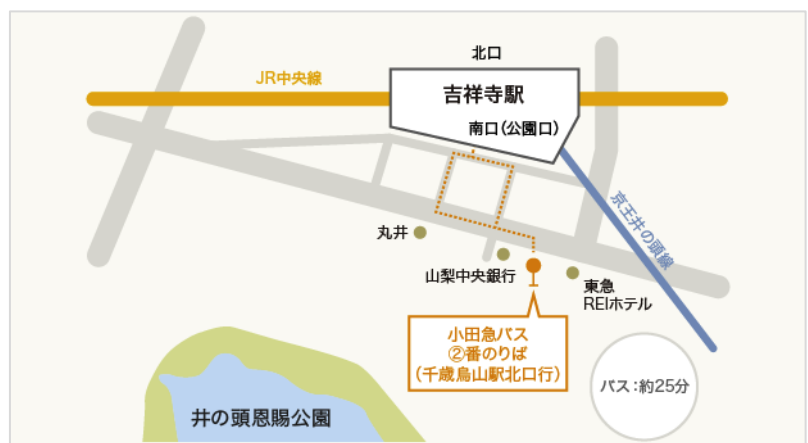 北口
JR中央線
吉祥寺駅
南口（公園口）
京王井の頭線
丸井
山梨中央銀行
東急
REIホテル
小田急バス
②番のりば
（千歳烏山駅北口行）
バス：約25分
井の頭恩賜公園